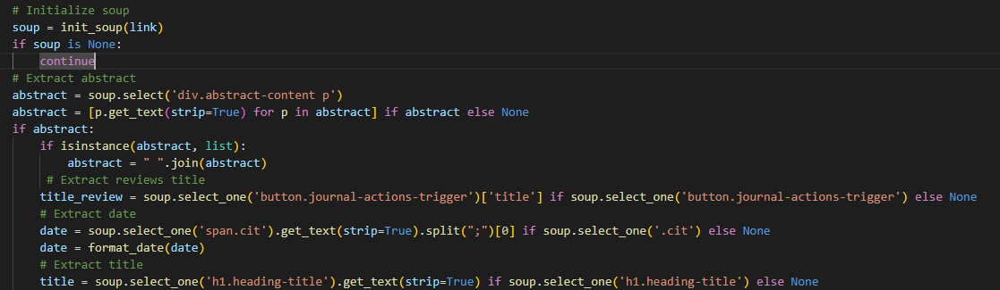 # Initialize soup
soup = init_soup(link)
if soup is None:
    continue
# Extract abstract
abstract = soup.select('div.abstract-content p')
abstract = [p.get_text(strip=True) for p in abstract] if abstract else None
if abstract:
    if isinstance(abstract, list):
        abstract = " ".join(abstract)
     # Extract reviews title
    title_review = soup.select_one('button.journal-actions-trigger')['title'] if soup.select_one('button.journal-actions-trigger') else None
    # Extract date
    date = soup.select_one('span.cit').get_text(strip=True).split(";")[0] if soup.select_one('.cit') else None
    date = format_date(date)
    # Extract title
    title = soup.select_one('h1.heading-title').get_text(strip=True) if soup.select_one('h1.heading-title') else None